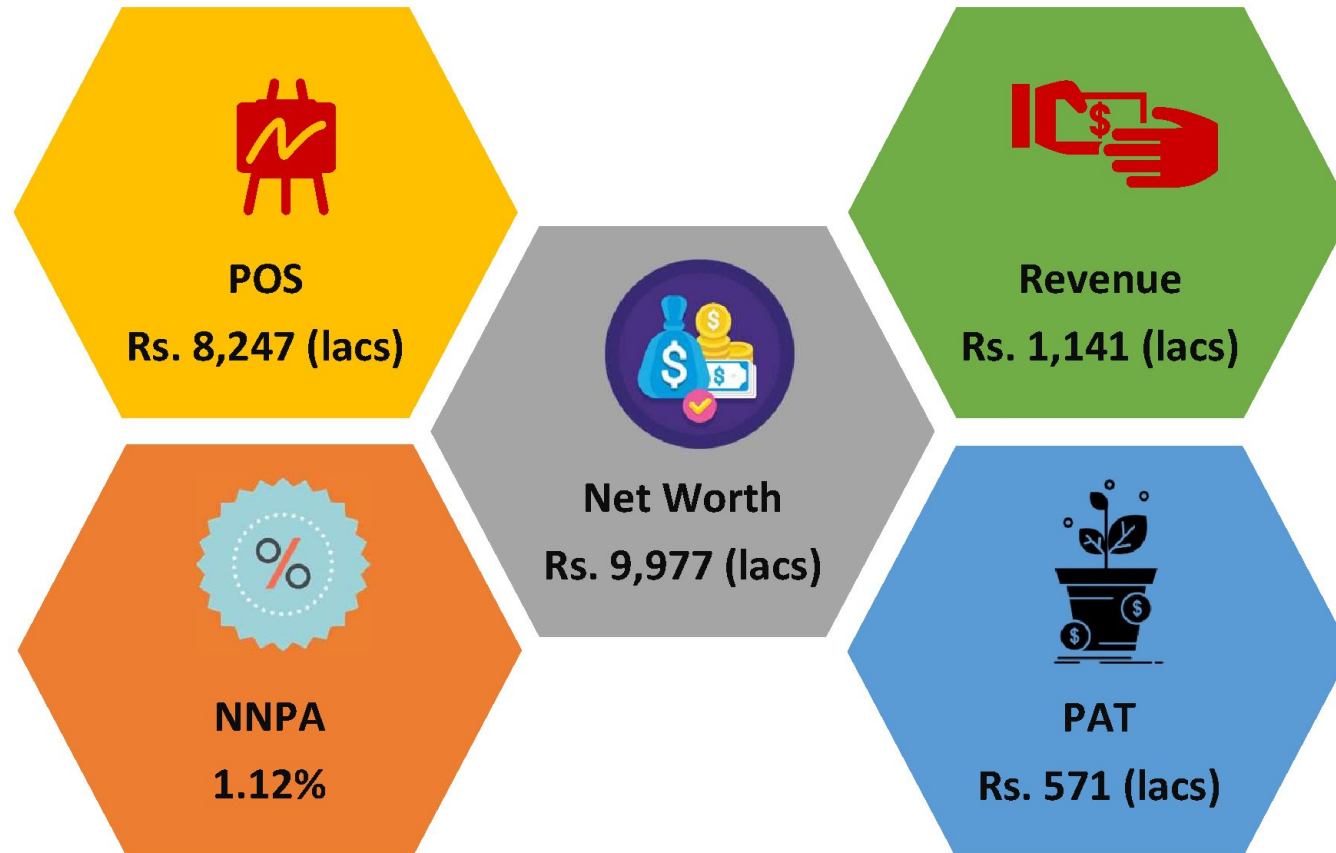 POS
Rs. 8,247 (lacs)
Revenue
Rs. 1,141 (lacs)
$
Net Worth
Rs. 9,977 (lacs)
$
$
$
NNPA
1.12%
%
PAT
Rs. 571 (lacs)
$
$